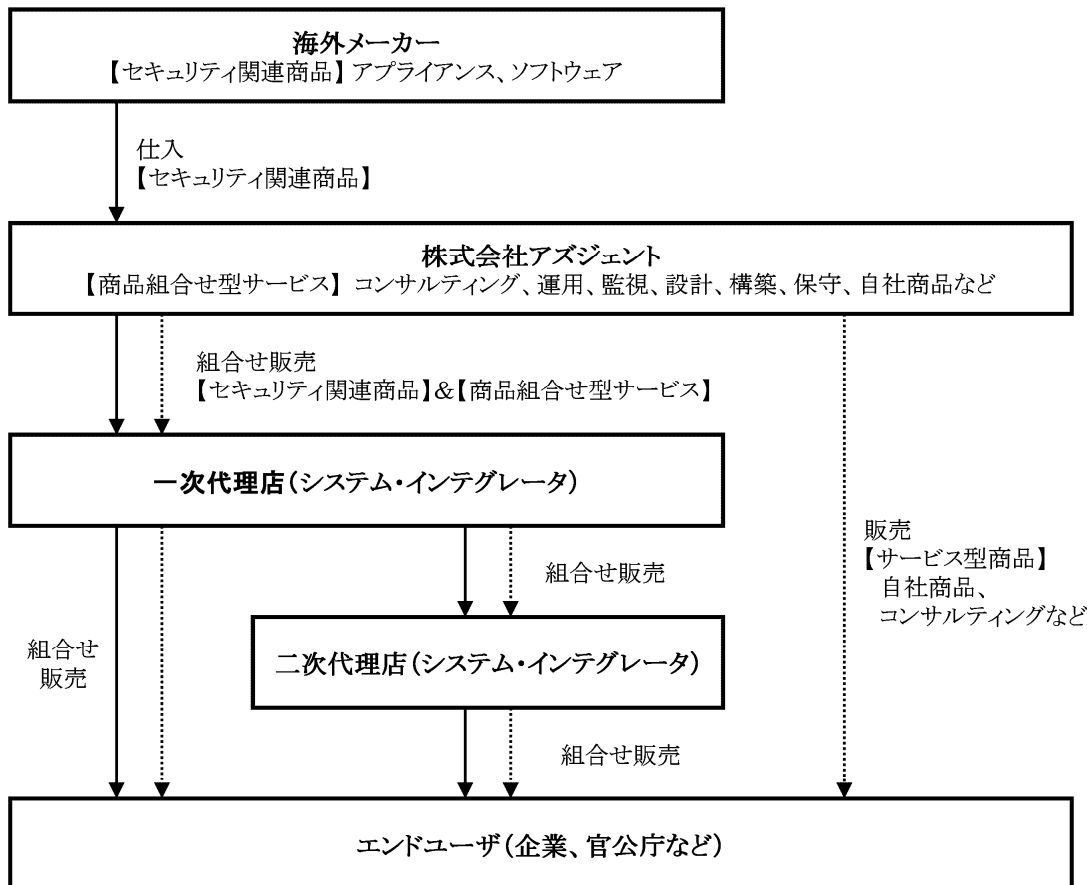 海外メーカー
【セキュリティ関連商品】アプライアンス、ソフトウェア
仕入
【セキュリティ関連商品】
株式会社アズジェント
【商品組合せ型サービス】 コンサルティング、運用、監視、設計、構築、保守、自社商品など
組合せ販売
【セキュリティ関連商品】&【商品組合せ型サービス】
一次代理店(システム・インテグレータ)
販売
【サービス型商品】
自社商品、
コンサルティングなど
組合せ販売
組合せ
販売
二次代理店(システム・インテグレータ)
組合せ販売
エンドユーザ(企業、官公庁など)